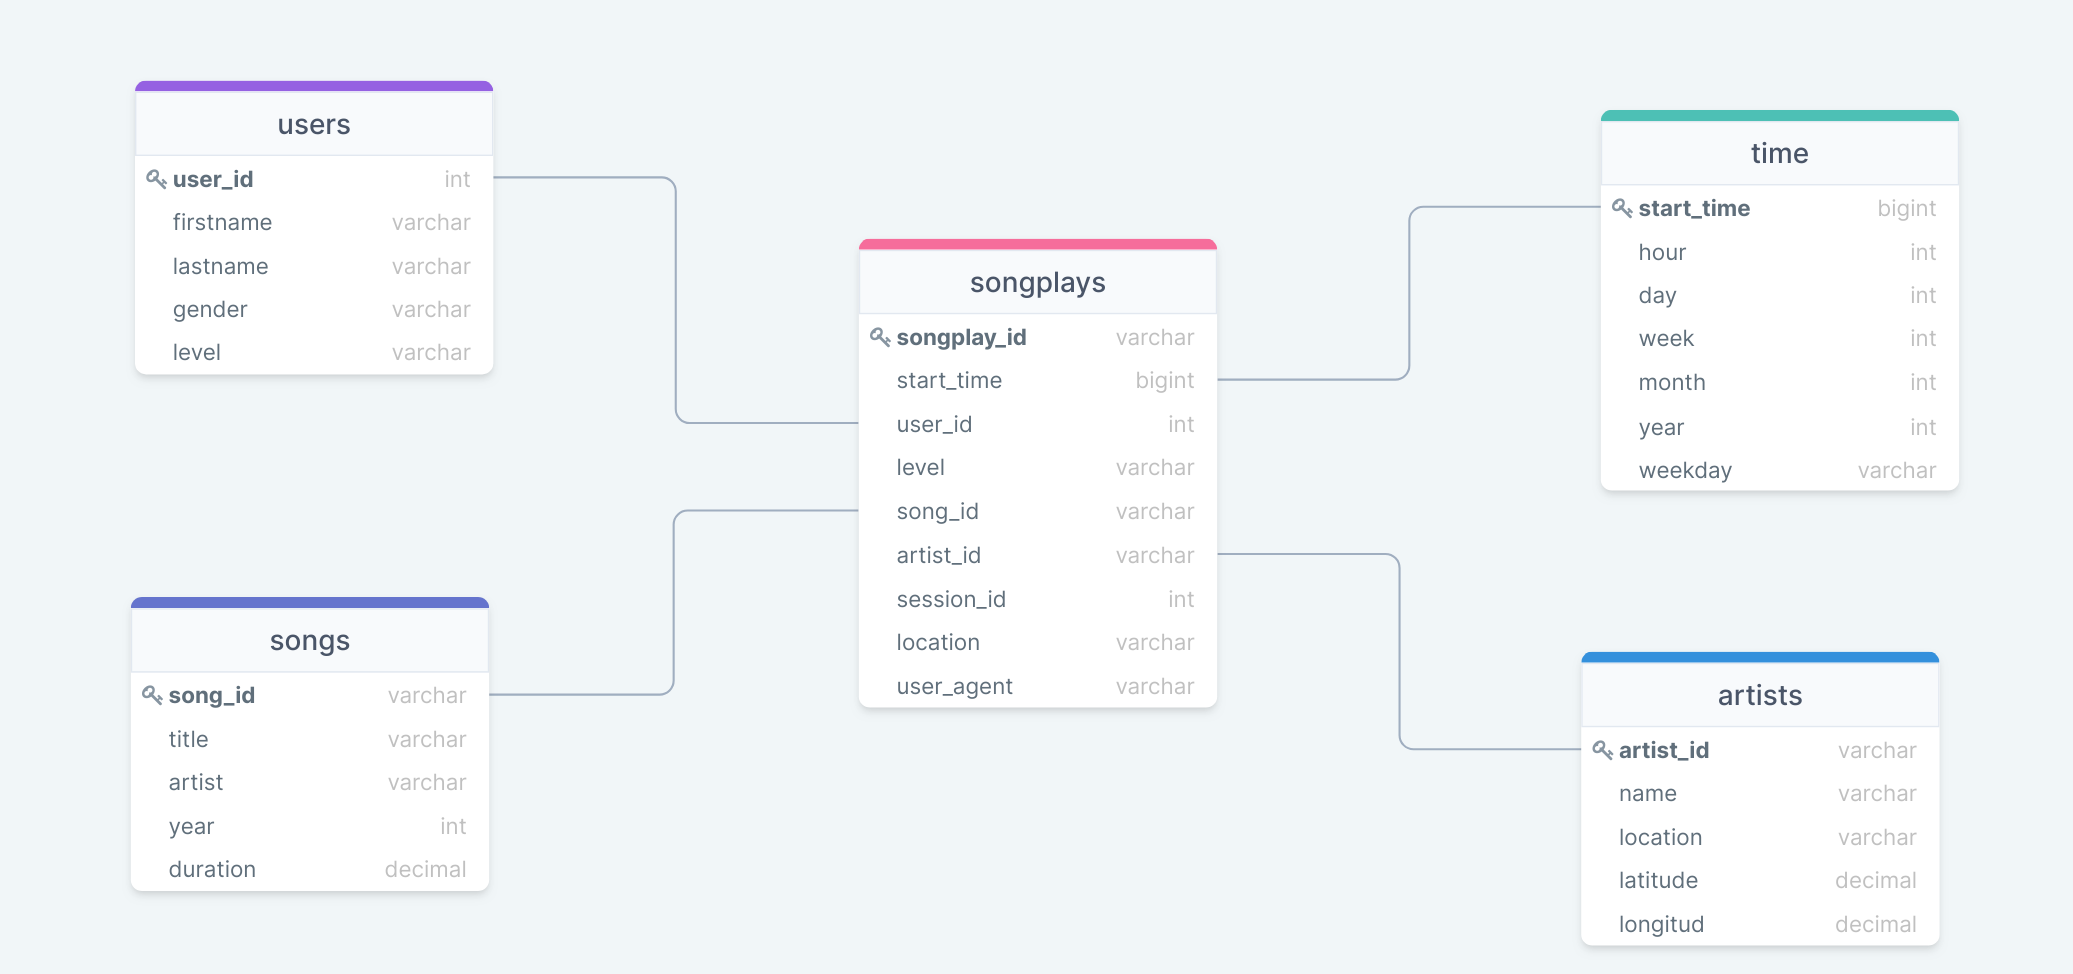 users
user_id int
firstname varchar
lastname varchar
gender varchar
level varchar
songplays
songplay_id varchar
start_time bigint
user_id int
level varchar
song_id varchar
artist_id varchar
session_id int
location varchar
user_agent varchar
time
start_time bigint
hour int
day int
week int
month int
year int
weekday varchar
songs
song_id varchar
title varchar
artist varchar
year int
duration decimal
artists
artist_id varchar
name varchar
location varchar
latitude decimal
longitud decimal